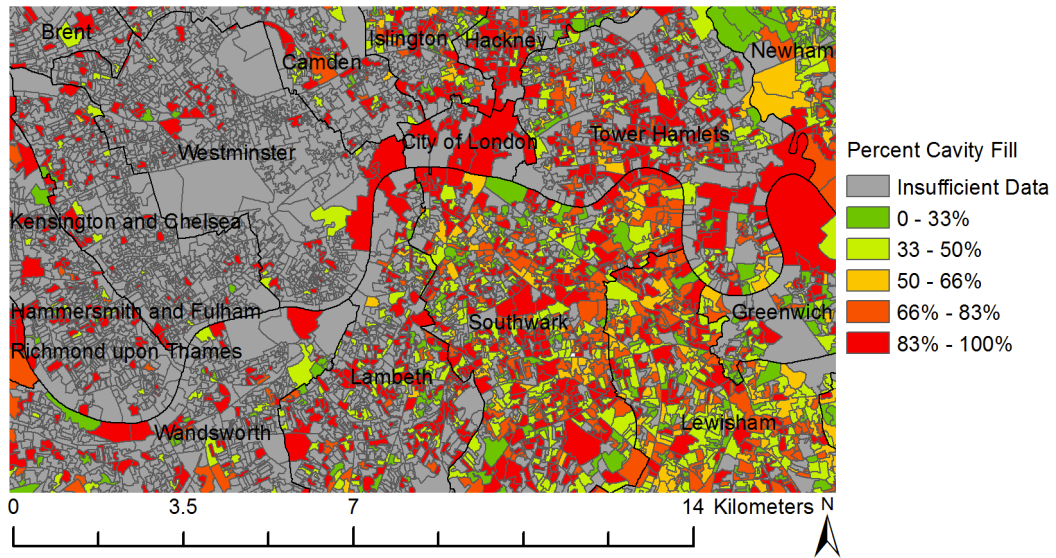 Brent
Islington
Hackney
Newham
Camden
City of London
Tower Hamlets
Westminster
Kensington and Chelsea
Hammersmith and Fulham
Greenwich
Southwark
Richmond upon Thames
Lambeth
Lewisham
Wandsworth
Percent Cavity Fill
Insufficient Data
0 - 33%
33 - 50%
50 - 66%
66% - 83%
83% - 100%
0 3.5 7 14 Kilometers N